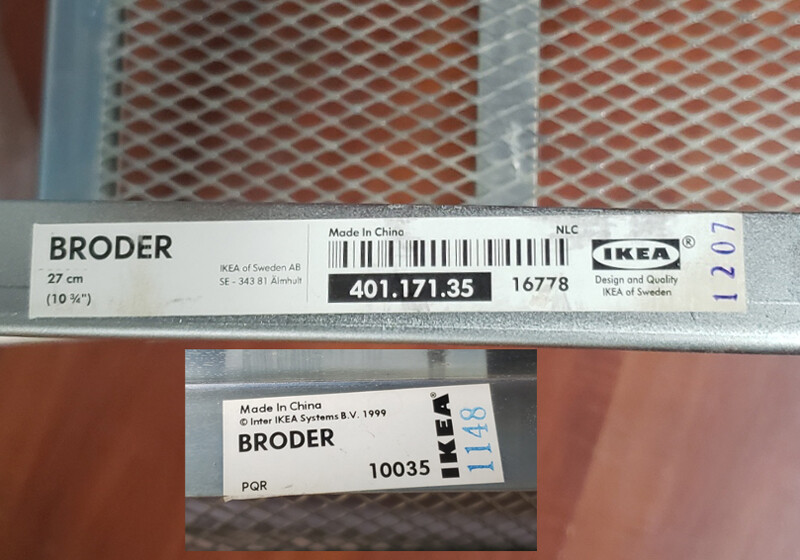 BRODER
27 cm
(10 ¾")
IKEA of Sweden AB
SE - 343 81 Älmhult
Made In China
NLC
401.171.35
16778
IKEA®
Design and Quality
IKEA of Sweden
1207
Made In China
© Inter IKEA Systems B.V. 1999
BRODER
10035
PQR
IKEA®
1148